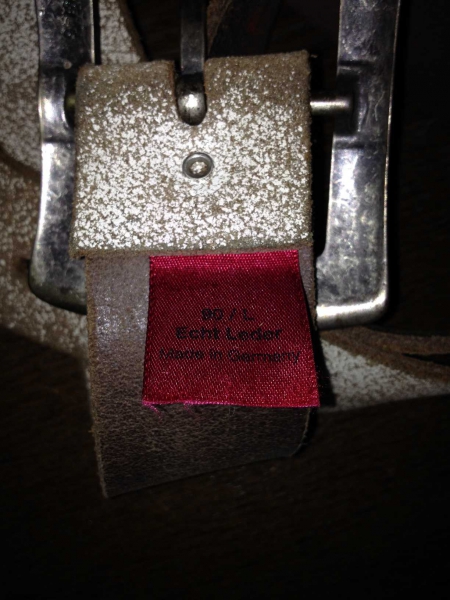 90 / L
Echt Leder
Made in Germany